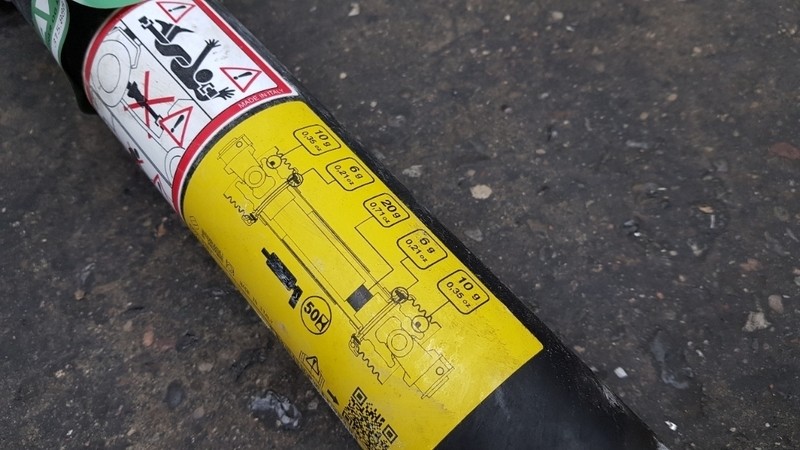 MADE IN ITALY
10 g
0,35 oz
6 g
0,21 oz
20 g
0,71 oz
6 g
0,21 oz
10 g
0,35 oz
50